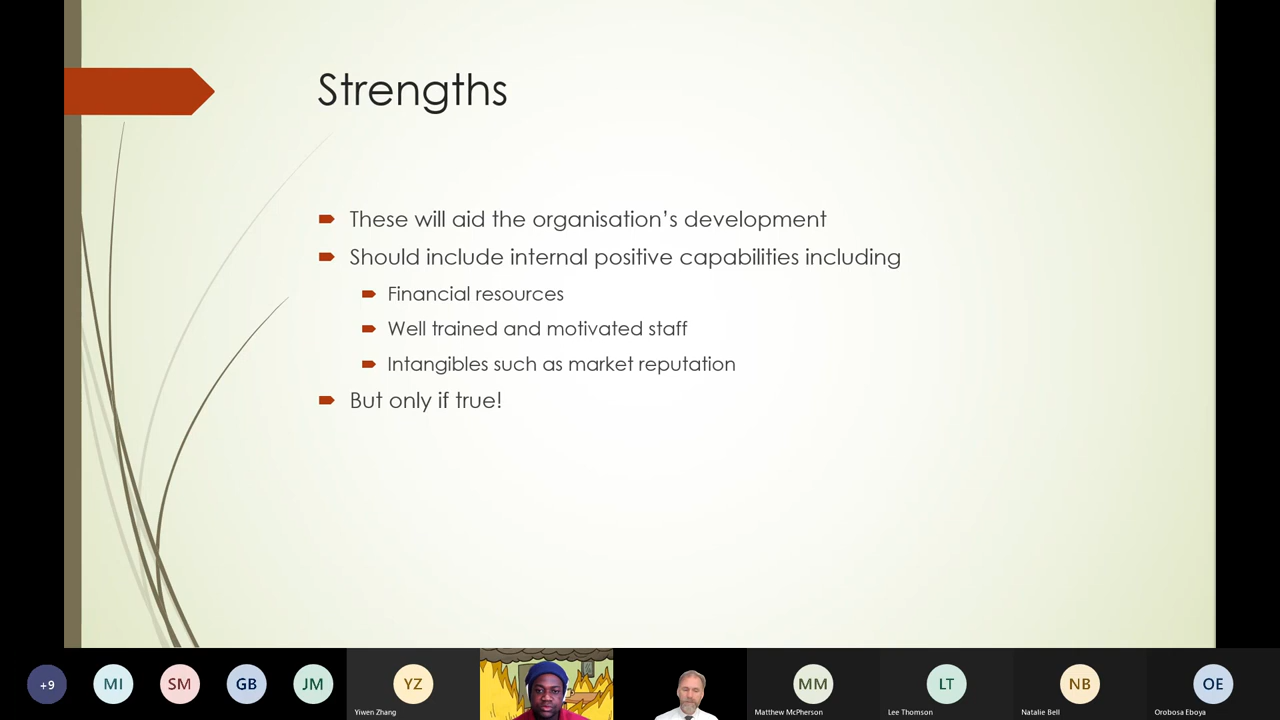 Strengths
These will aid the organisation’s development
Should include internal positive capabilities including
Financial resources
Well trained and motivated staff
Intangibles such as market reputation
But only if true!
+9
MI
SM
GB
JM
YZ
MM
LT
NB
OE
Yiwen Zhang
Matthew McPherson
Lee Thomson
Natalie Bell
Orobosa Eboya